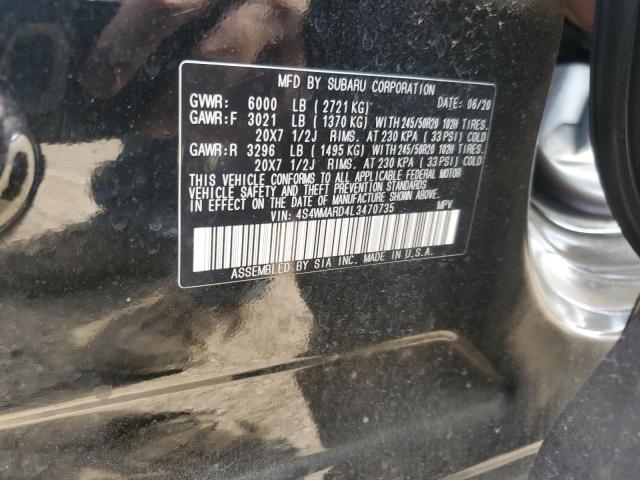 MFD BY SUBARU CORPORATION
GVWR: 6000 LB ( 2721 KG) DATE: 06/20
GAWR:F 3021 LB ( 1370 KG) WITH 245/50R20 102H TIRES.
20X7 1/2J RIMS. AT 230 KPA ( 33 PSI) COLD
GAWR:R 3296 LB ( 1495 KG) WITH 245/50R20 102H TIRES.
20X7 1/2J RIMS. AT 230 KPA ( 33 PSI) COLD
THIS VEHICLE CONFORMS TO ALL APPLICABLE FEDERAL MOTOR
VEHICLE SAFETY AND THEFT PREVENTION STANDARDS
IN EFFECT ON THE DATE OF MANUFACTURE SHOWN ABOVE.
VIN: 4S4WMARD4L3470735 MPV
ASSEMBLED BY SIA INC. MADE IN U.S.A.